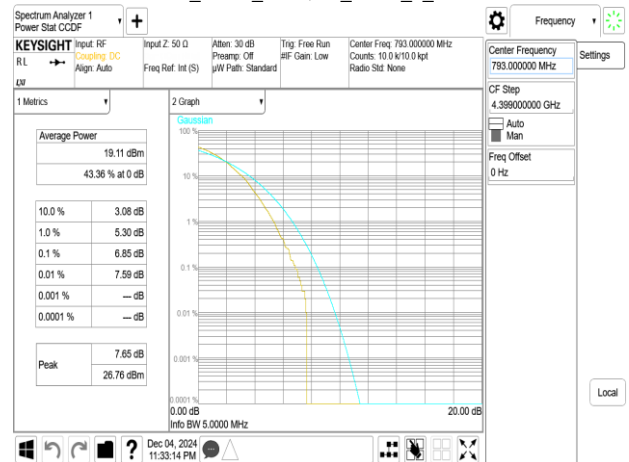 Spectrum Analyzer 1
Power Stat CCDF
Frequency
KEYSIGHT
RL
LXI
Input: RF
Coupling: DC
Align: Auto
Input Z: 50 Ω
Freq Ref: Int (S)
Atten: 30 dB
Preamp: Off
µW Path: Standard
Trig: Free Run
#IF Gain: Low
Center Freq: 793.000000 MHz
Counts: 10.0 k/10.0 kpt
Radio Std: None
Center Frequency
793.000000 MHz
Settings
CF Step
4.399000000 GHz
Auto
Man
Freq Offset
0 Hz
1 Metrics
Average Power
19.11 dBm
43.36 % at 0 dB
10.0 % 3.08 dB
1.0 % 5.30 dB
0.1 % 6.85 dB
0.01 % 7.59 dB
0.001 % --- dB
0.0001 % --- dB
Peak 7.65 dB
26.76 dBm
2 Graph
Gaussian
100 %
10 %
1 %
0.1 %
0.01 %
0.001 %
0.0001 %
0.00 dB 20.00 dB
Info BW 5.0000 MHz
Local
Dec 04, 2024
11:33:14 PM